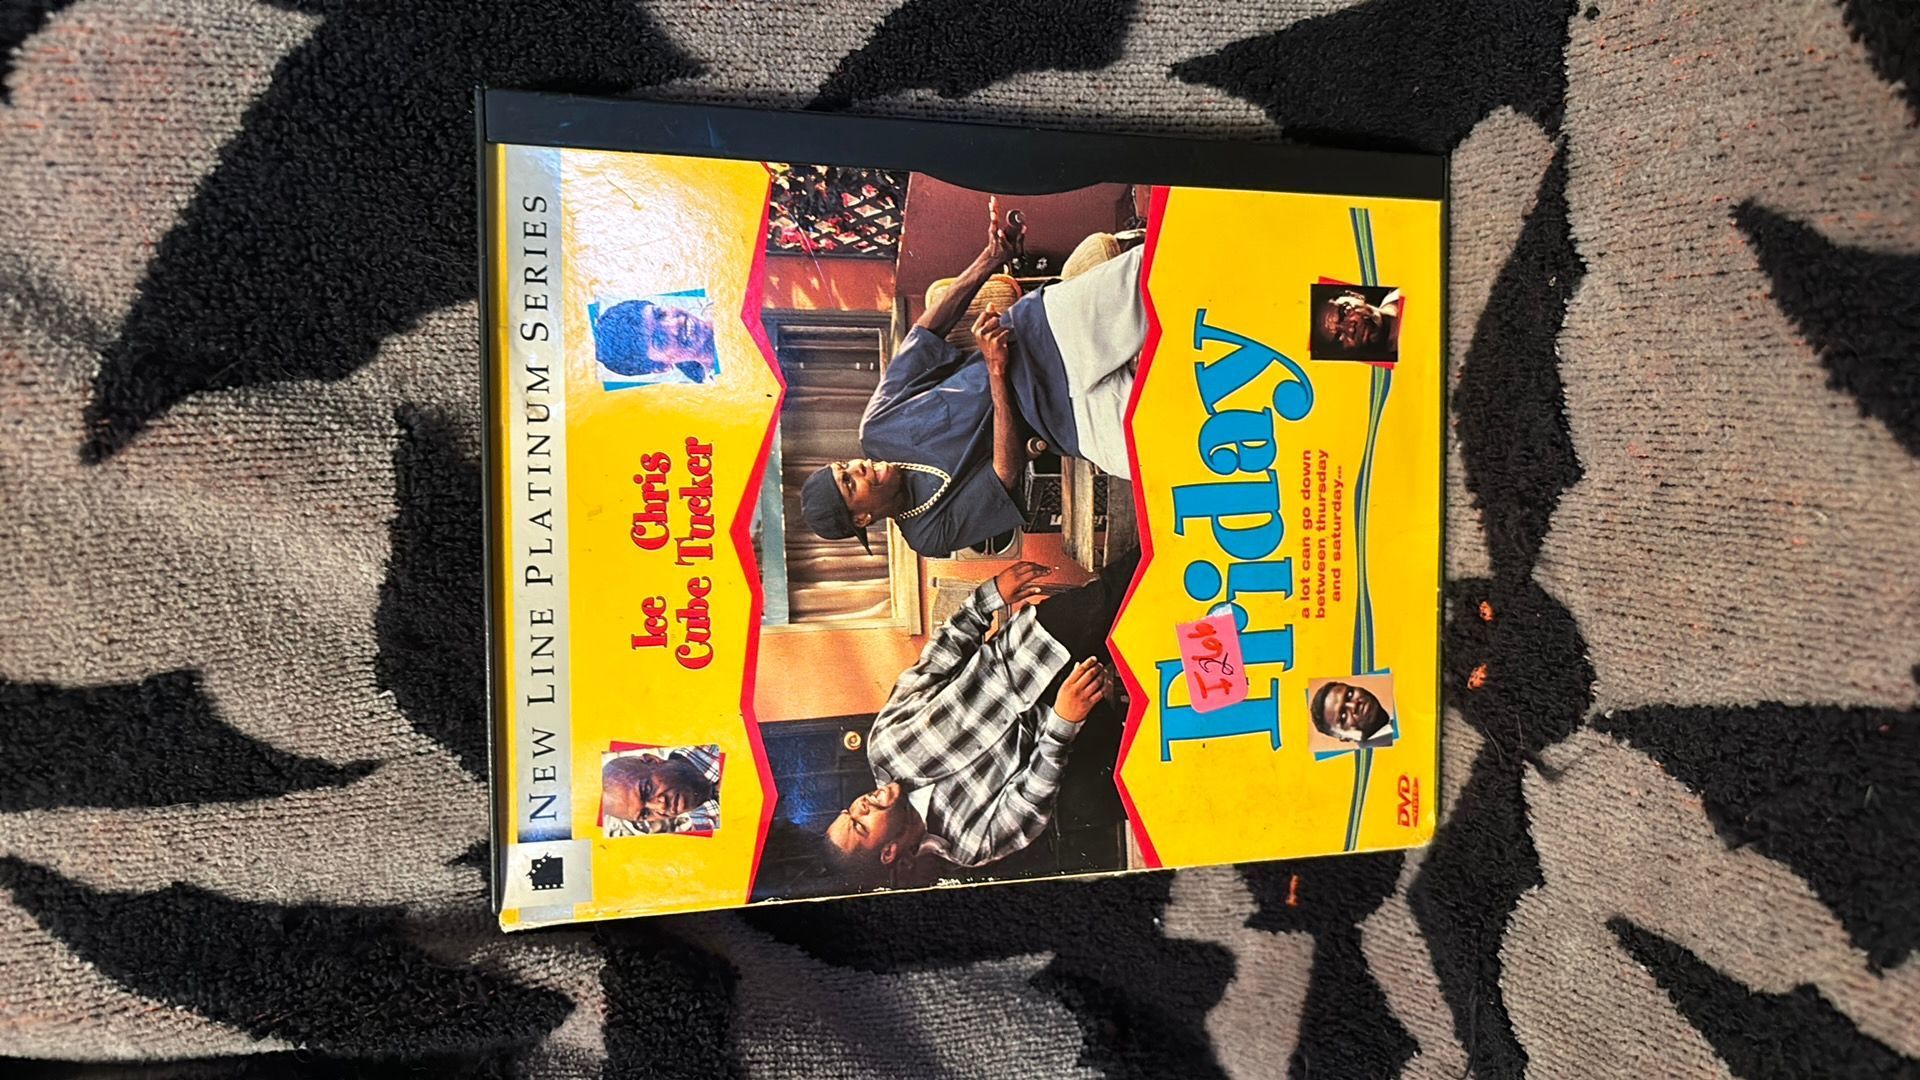 NEW LINE PLATINUM SERIES
Ice Chris
Cube Tucker
Friday
a lot can go down
between thursday
and saturday...
DVD